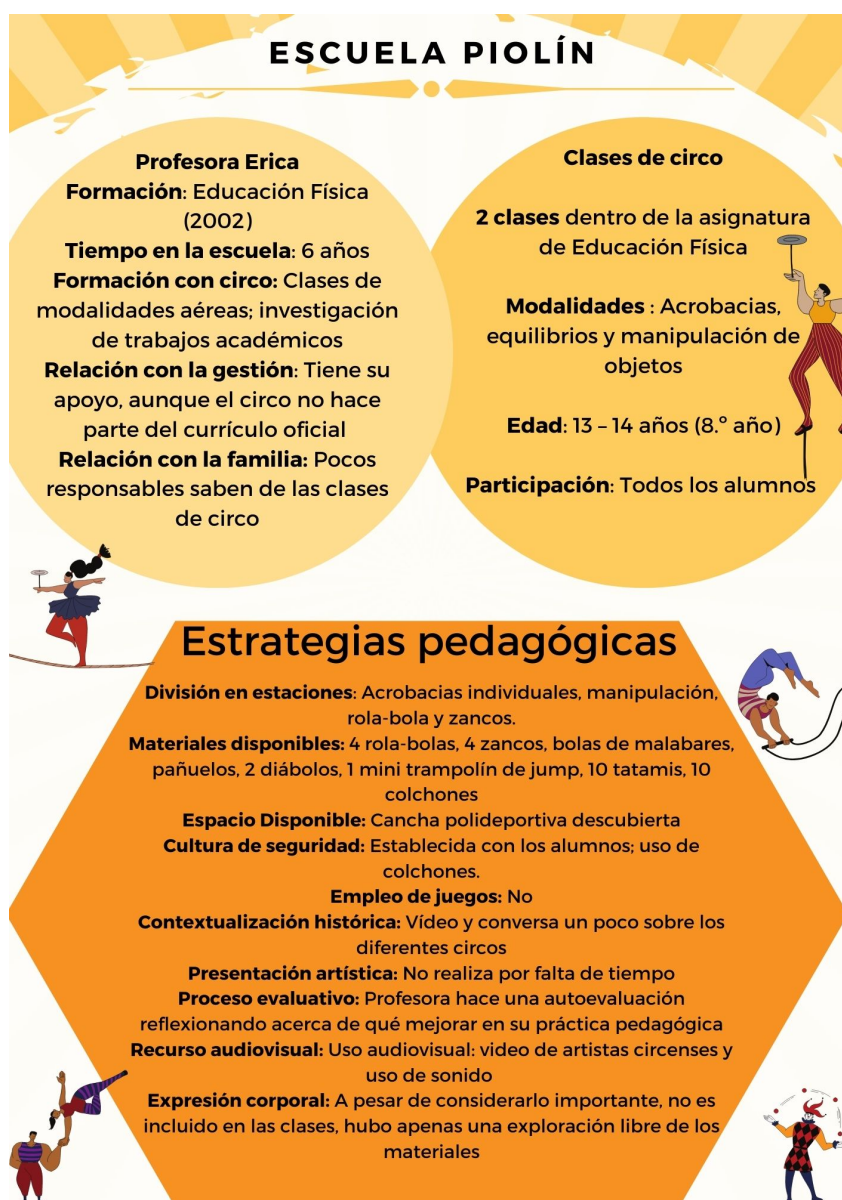 ESCUELA PIOLÍN
Profesora Erica
Formación: Educación Física
(2002)
Tiempo en la escuela: 6 años
Formación con circo: Clases de
modalidades aéreas; investigación
de trabajos académicos
Relación con la gestión: Tiene su
apoyo, aunque el circo no hace
parte del currículo oficial
Relación con la familia: Pocos
responsables saben de las clases
de circo
Clases de circo
2 clases dentro de la asignatura
de Educación Física
Modalidades : Acrobacias,
equilibrios y manipulación de
objetos
Edad: 13 – 14 años (8.º año)
Participación: Todos los alumnos
Estrategias pedagógicas
División en estaciones: Acrobacias individuales, manipulación,
rola-bola y zancos.
Materiales disponibles: 4 rola-bolas, 4 zancos, bolas de malabares,
pañuelos, 2 diábolos, 1 mini trampolín de jump, 10 tatamis, 10
colchones
Espacio Disponible: Cancha polideportiva descubierta
Cultura de seguridad: Establecida con los alumnos; uso de
colchones.
Empleo de juegos: No
Contextualización histórica: Vídeo y conversa un poco sobre los
diferentes circos
Presentación artística: No realiza por falta de tiempo
Proceso evaluativo: Profesora hace una autoevaluación
reflexionando acerca de qué mejorar en su práctica pedagógica
Recurso audiovisual: Uso audiovisual: video de artistas circenses y
uso de sonido
Expresión corporal: A pesar de considerarlo importante, no es
incluido en las clases, hubo apenas una exploración libre de los
materiales